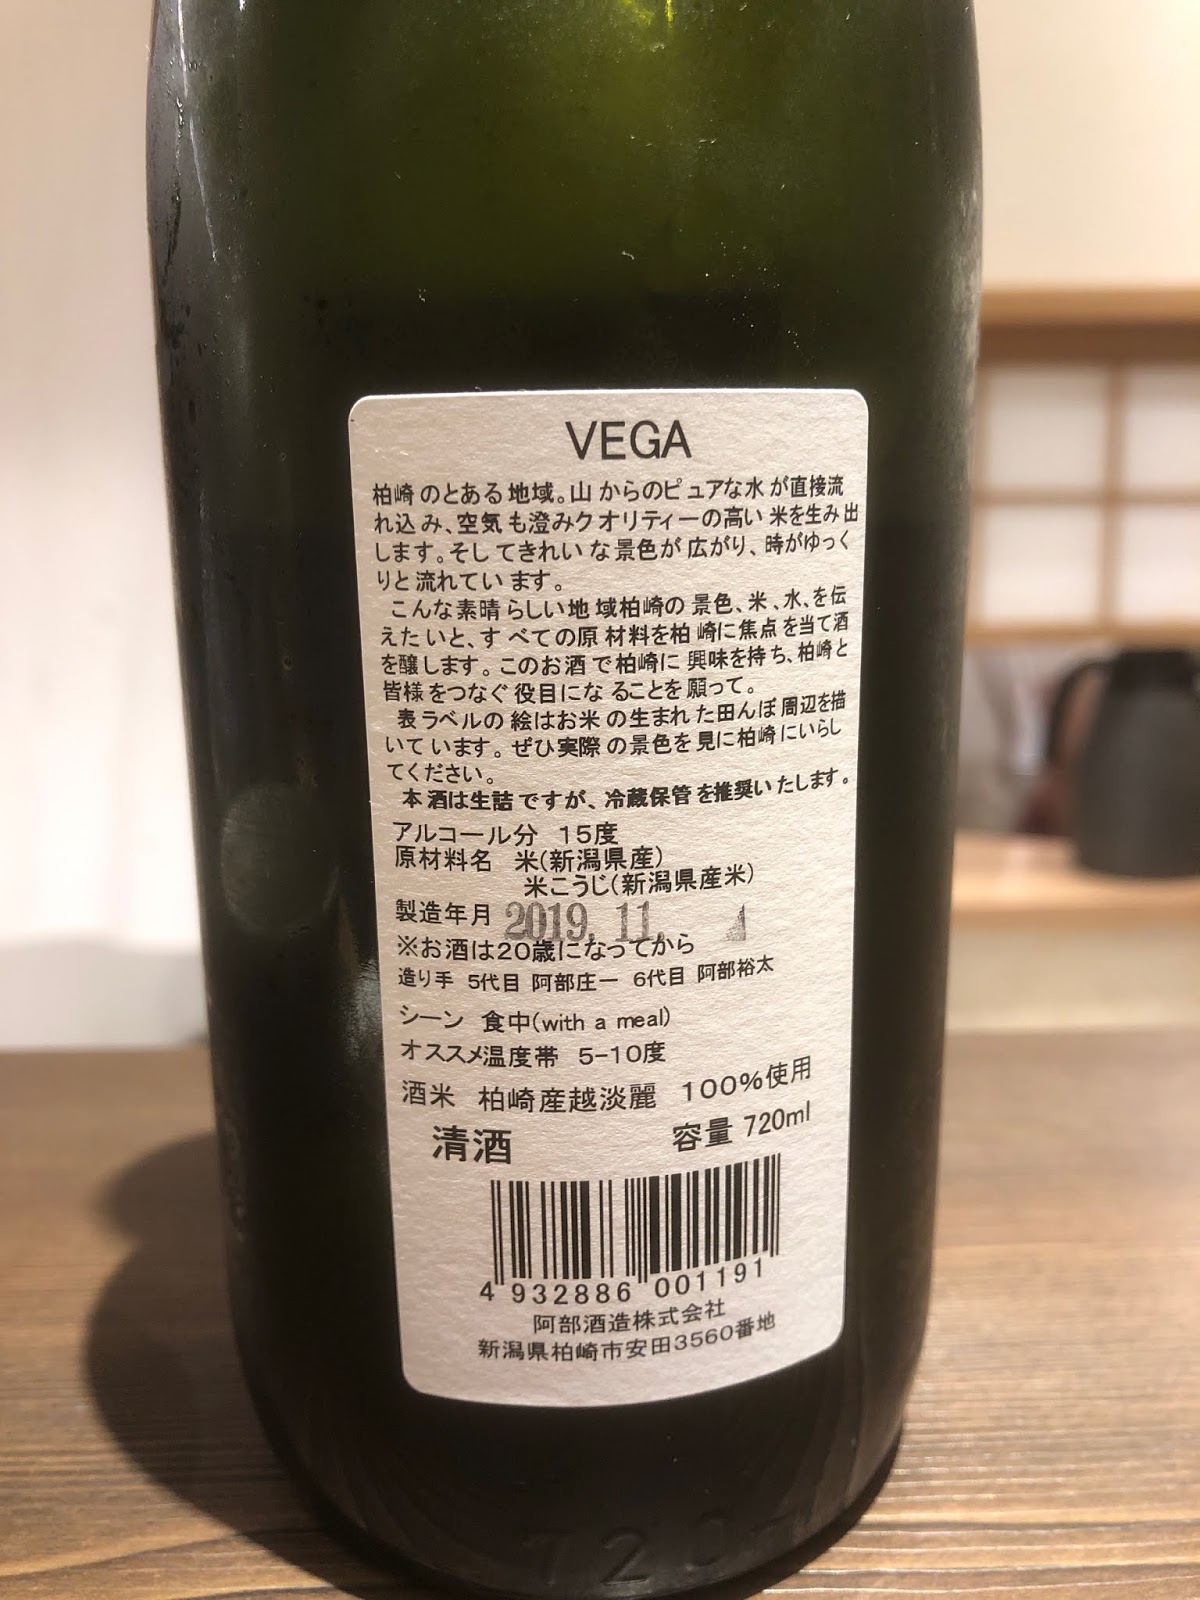 VEGA
柏崎のとある地域。山からのピュアな水が直接流
れ込み、空気も澄みクオリティーの高い米を生み出
します。そしてきれいな景色が広がり、時がゆっく
りと流れています。
こんな素晴らしい地域柏崎の景色、米、水、を伝
えたいと、すべての原材料を柏崎に焦点を当て酒
を醸します。このお酒で柏崎に興味を持ち、柏崎と
皆様をつなぐ役目になることを願って。
表ラベルの絵はお米の生まれた田んぼ周辺を描
いています。ぜひ実際の景色を見に柏崎にいらし
てください。
本酒は生詰ですが、冷蔵保管を推奨いたします。
アルコール分 15度
原材料名 米(新潟県産)
米こうじ(新潟県産米)
製造年月 2019.11.
※お酒は20歳になってから
造り手 5代目 阿部庄一 6代目 阿部裕太
シーン 食中(with a meal)
オススメ温度帯 5-10度
酒米 柏崎産越淡麗 100%使用
清酒 容量 720ml
4 932886 001191
阿部酒造株式会社
新潟県柏崎市安田3560番地
720